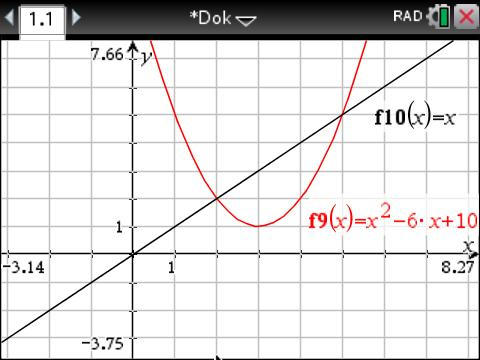 1.1 *Dok RAD
7.66 y
f10(x)=x
f9(x)=x²-6·x+10
1
x
-3.14 1 8.27
-3.75